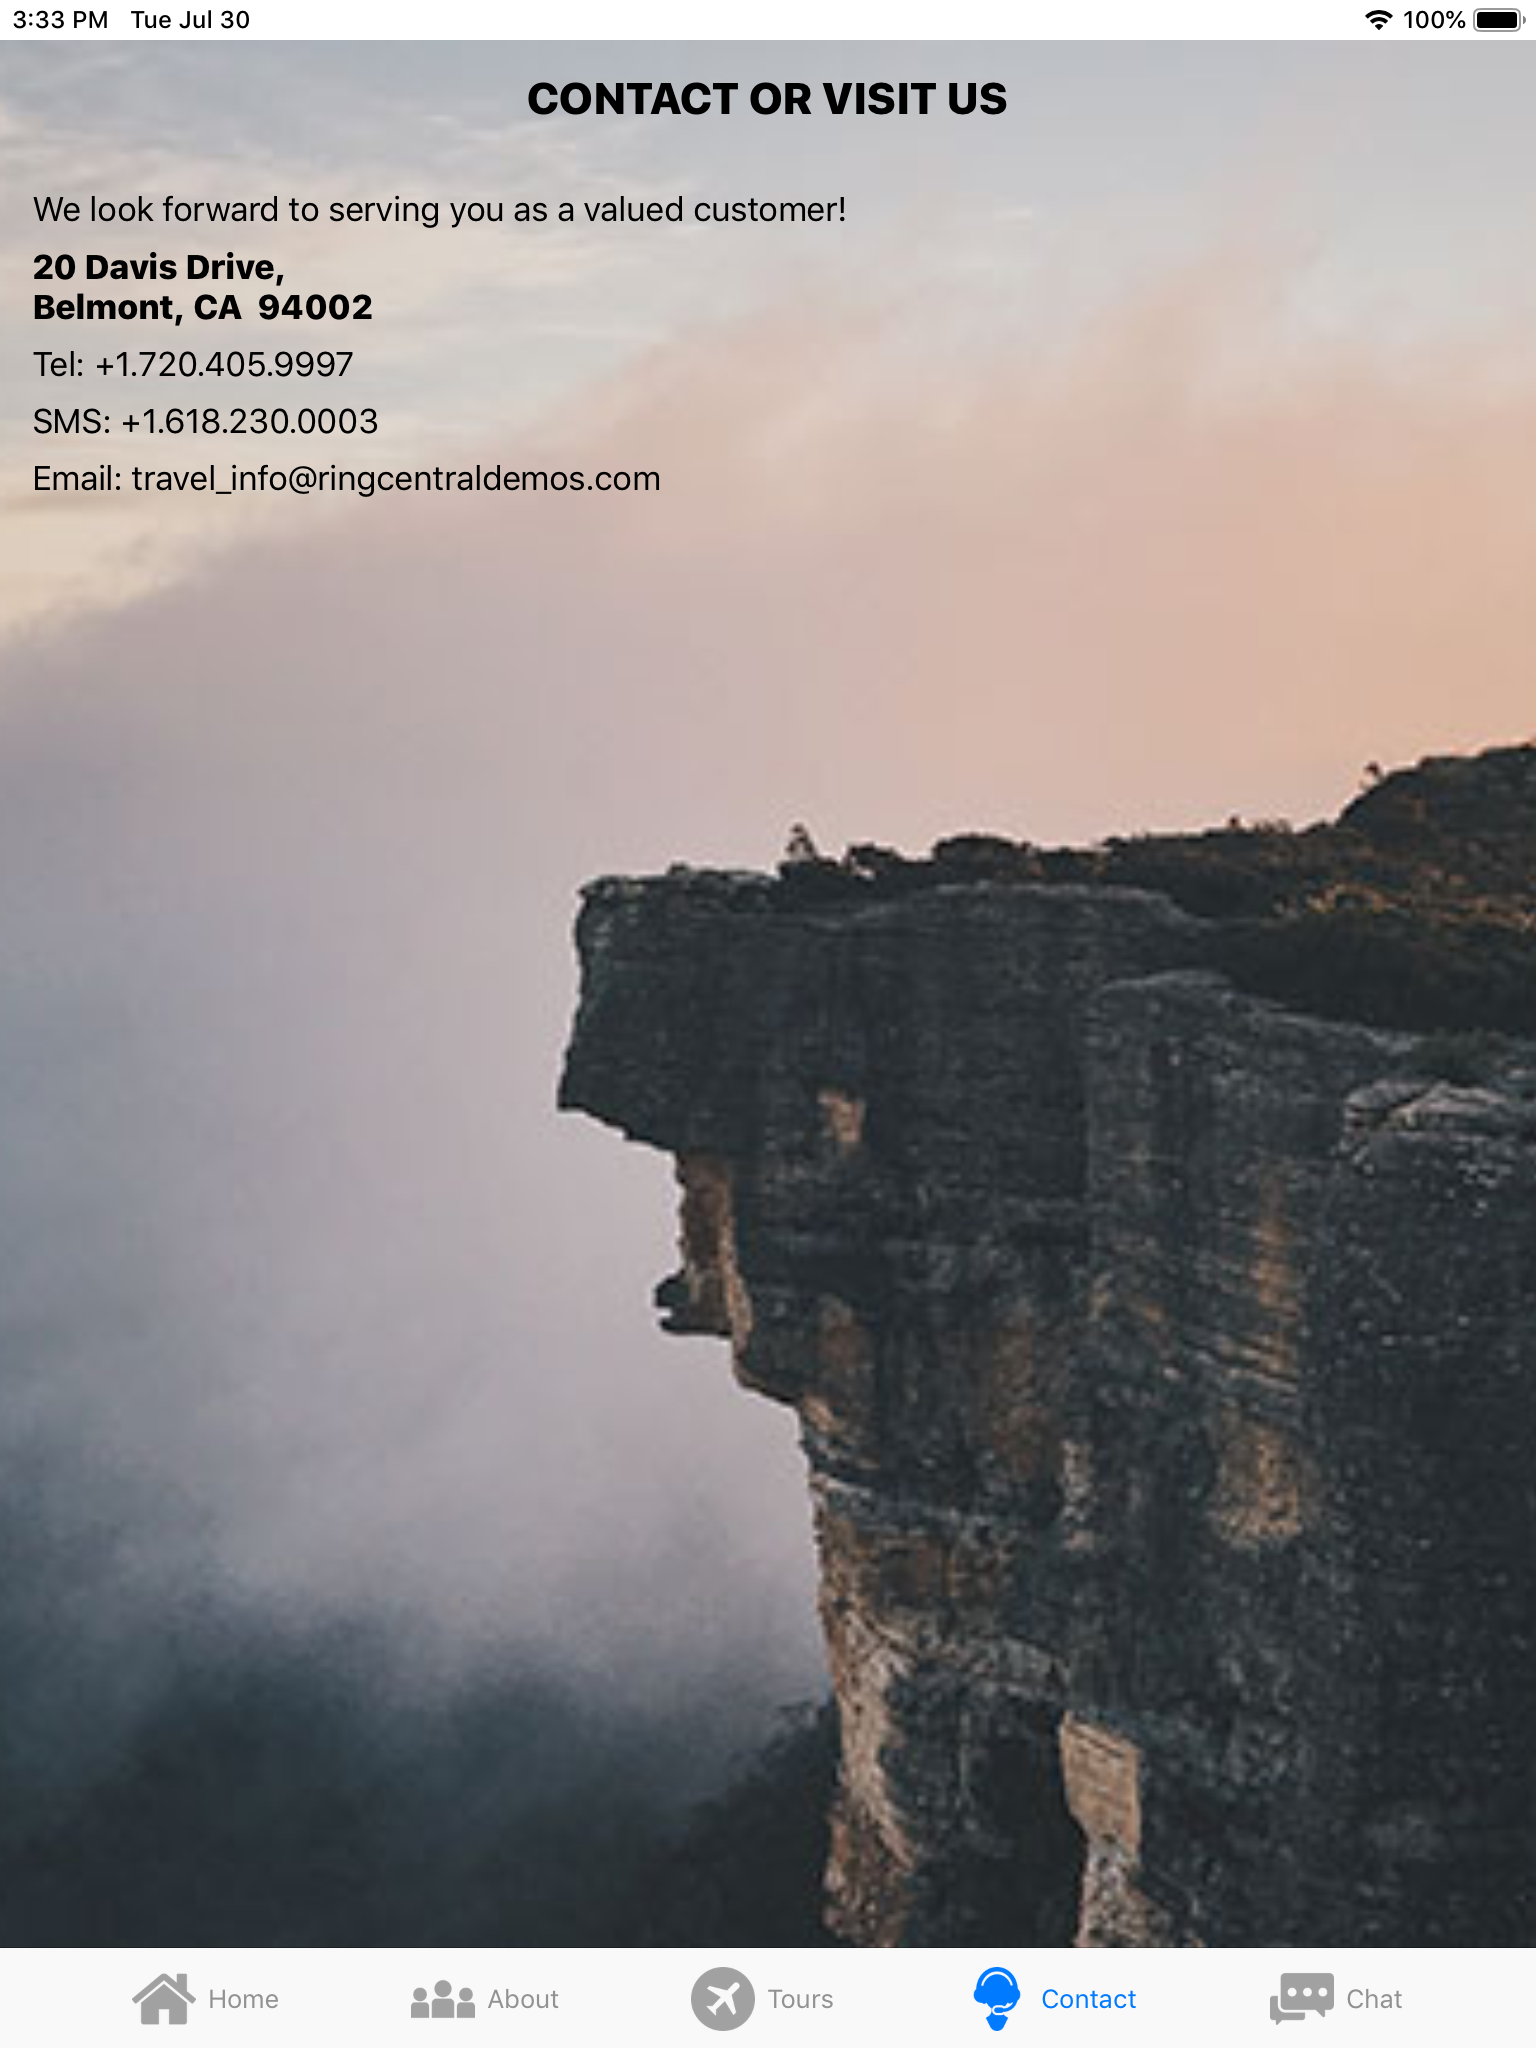 3:33 PM Tue Jul 30 100%
CONTACT OR VISIT US
We look forward to serving you as a valued customer!
20 Davis Drive,
Belmont, CA  94002
Tel: +1.720.405.9997
SMS: +1.618.230.0003
Email: travel_info@ringcentraldemos.com
Home About Tours Contact Chat